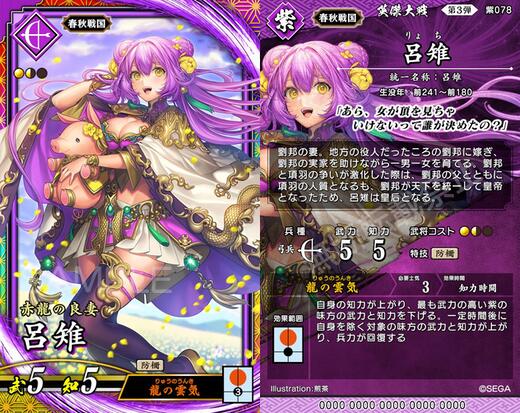 春秋戦国
赤龍の良妻
呂雉
防柵
武5 知5
りゅうのうんき
龍の雲気
3
紫
春秋戦国
英傑大戦
第3弾
紫078
りょ ち
呂雉
統一名称：呂雉
生没年 前241～前180
「あら、女が頂を見ちゃ
いけないって誰が決めたの？」
劉邦の妻。地方の役人だったころの劉邦に嫁ぎ、
劉邦の実家を助けながら一男一女を育てる。劉邦
と項羽の争いが激化した際は、劉邦の父とともに
項羽の人質となるも、劉邦が天下を統一して皇帝
となったため、呂雉は皇后となる。
兵種 武力 知力 武将コスト
弓兵 5 5
特技 防柵
りゅうのうんき
龍の雲気
必要士気
3
効果時間
知力時間
効果範囲
自身の知力が上がり、最も武力の高い紫の
味方の武力と知力を下げる。一定時間後に
自身を除く対象の味方の武力と知力が上が
り、兵力が回復する
Illustration:煎茶
©SEGA
0000 0000 0000 0000 0000